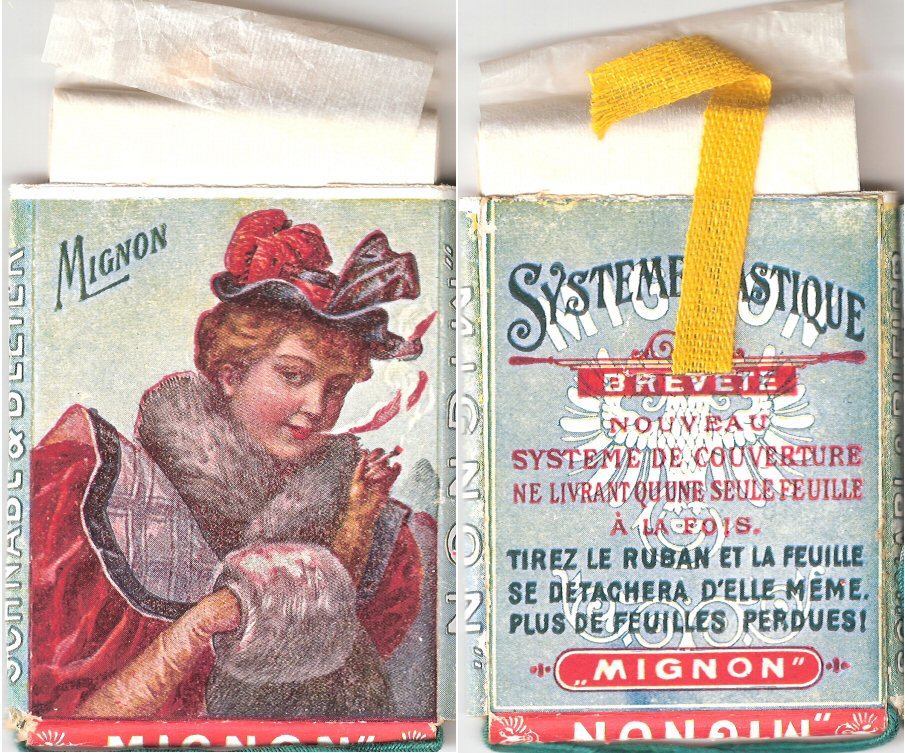 MIGNON
MIGNON"
SYSTEME ASTIQUE
BREVETE
NOUVEAU
SYSTEME DE COUVERTURE
NE LIVRANT QU'UNE SEULE FEUILLE
À LA FOIS.
TIREZ LE RUBAN ET LA FEUILLE
SE DÉTACHERA D'ELLE MÊME.
PLUS DE FEUILLES PERDUES!
„MIGNON"
MIGNON"